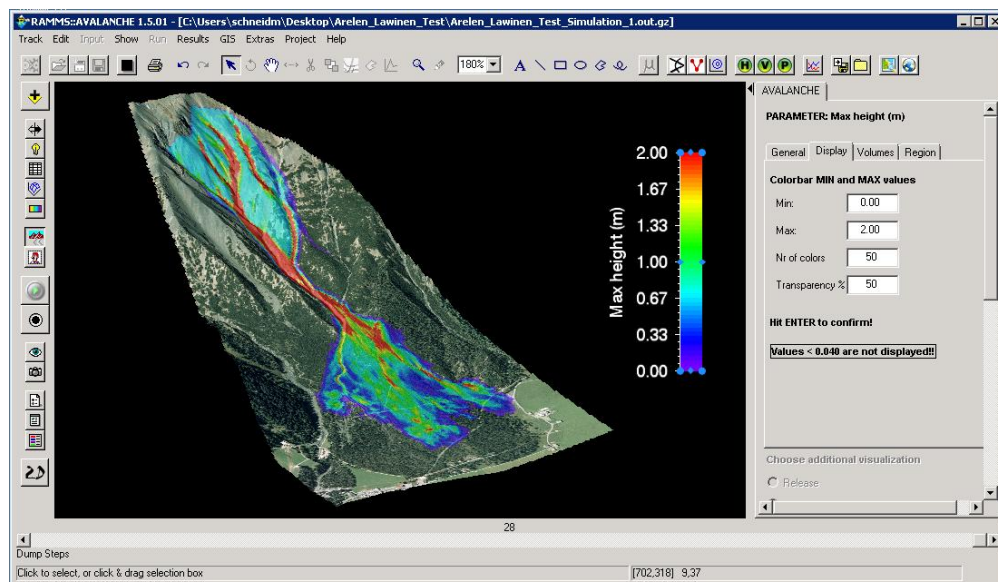 *RAMMS::AVALANCHE 1.5.01 - [C:\Users\schneidm\Desktop\Arelen_Lawinen_Test\Arelen_Lawinen_Test_Simulation_1.out.gz]
Track Edit Input Show Run Results GIS Extras Project Help
180%
A
H V P
AVALANCHE
PARAMETER: Max height (m)
General Display Volumes Region
Colorbar MIN and MAX values
Min: 0.00
Max: 2.00
Nr of colors 50
Transparency % 50
Hit ENTER to confirm!
Values < 0.040 are not displayed!!
Choose additional visualization
Release
Max height (m)
2.00
1.67
1.33
1.00
0.67
0.33
0.00
28
Dump Steps
Click to select, or click & drag selection box
[702,318] 9,37